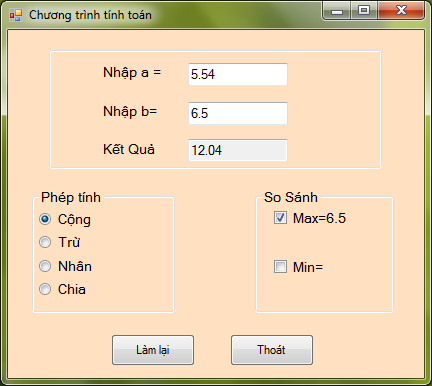 Chương trình tính toán
Nhập a = 5.54
Nhập b= 6.5
Kết Quả 12.04
Phép tính
Cộng
Trừ
Nhân
Chia
So Sánh
Max=6.5
Min=
Làm lại
Thoát